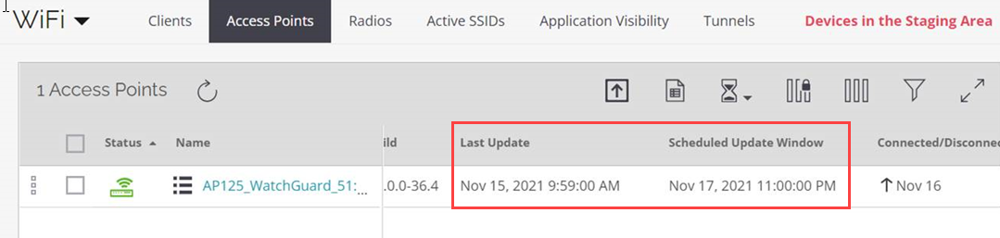 WiFi Clients Access Points Radios Active SSIDs Application Visibility Tunnels Devices in the Staging Area
1 Access Points
Status Name ild Last Update Scheduled Update Window Connected/Disconnec
AP125_WatchGuard_51:... .0.0-36.4 Nov 15, 2021 9:59:00 AM Nov 17, 2021 11:00:00 PM Nov 16